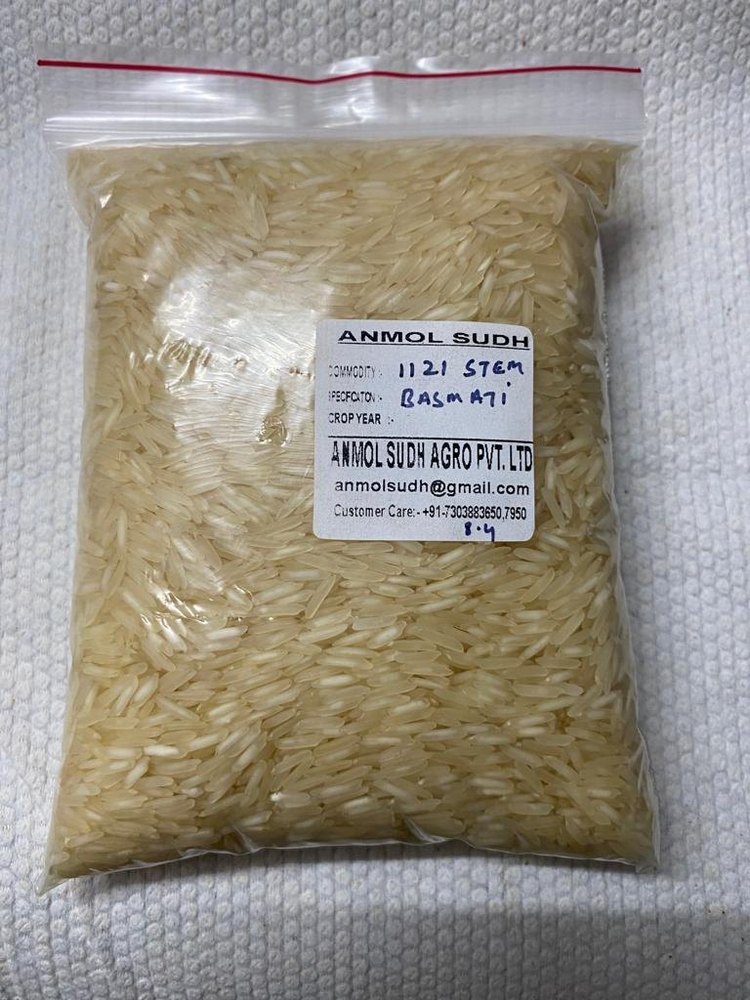 ANMOL SUDH
COMMODITY :- 1121 STEM
SPECFCATON :- BASMATI
CROP YEAR :-
ANMOL SUDH AGRO PVT. LTD
anmolsudh@gmail.com
Customer Care:- +91-7303883650,7950
8.4